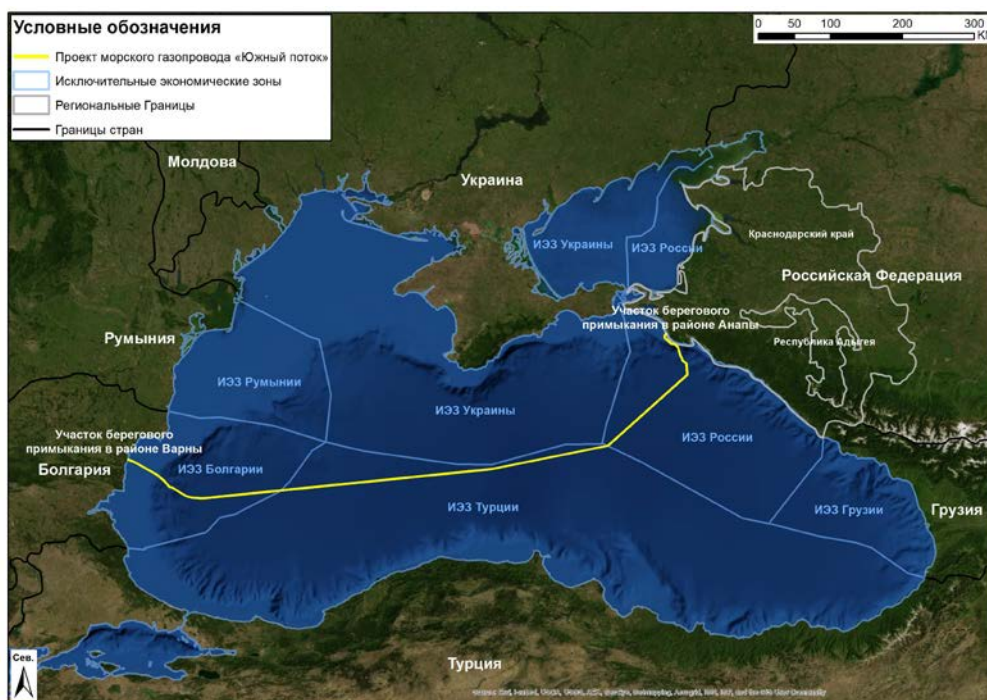 Условные обозначения
Проект морского газопровода «Южный поток»
Исключительные экономические зоны
Региональные Границы
Границы стран
0 50 100 200 300
Молдова
Украина
ИЭЗ Украины
ИЭЗ России
Краснодарский край
Российская Федерация
Участок берегового
примыкания в районе Анапы
Республика Адыгея
Румыния
ИЭЗ Румынии
ИЭЗ Украины
ИЭЗ России
Участок берегового
примыкания в районе Варны
Болгария
ИЭЗ Болгарии
ИЭЗ Турции
ИЭЗ Грузии
Грузия
Сев.
Турция